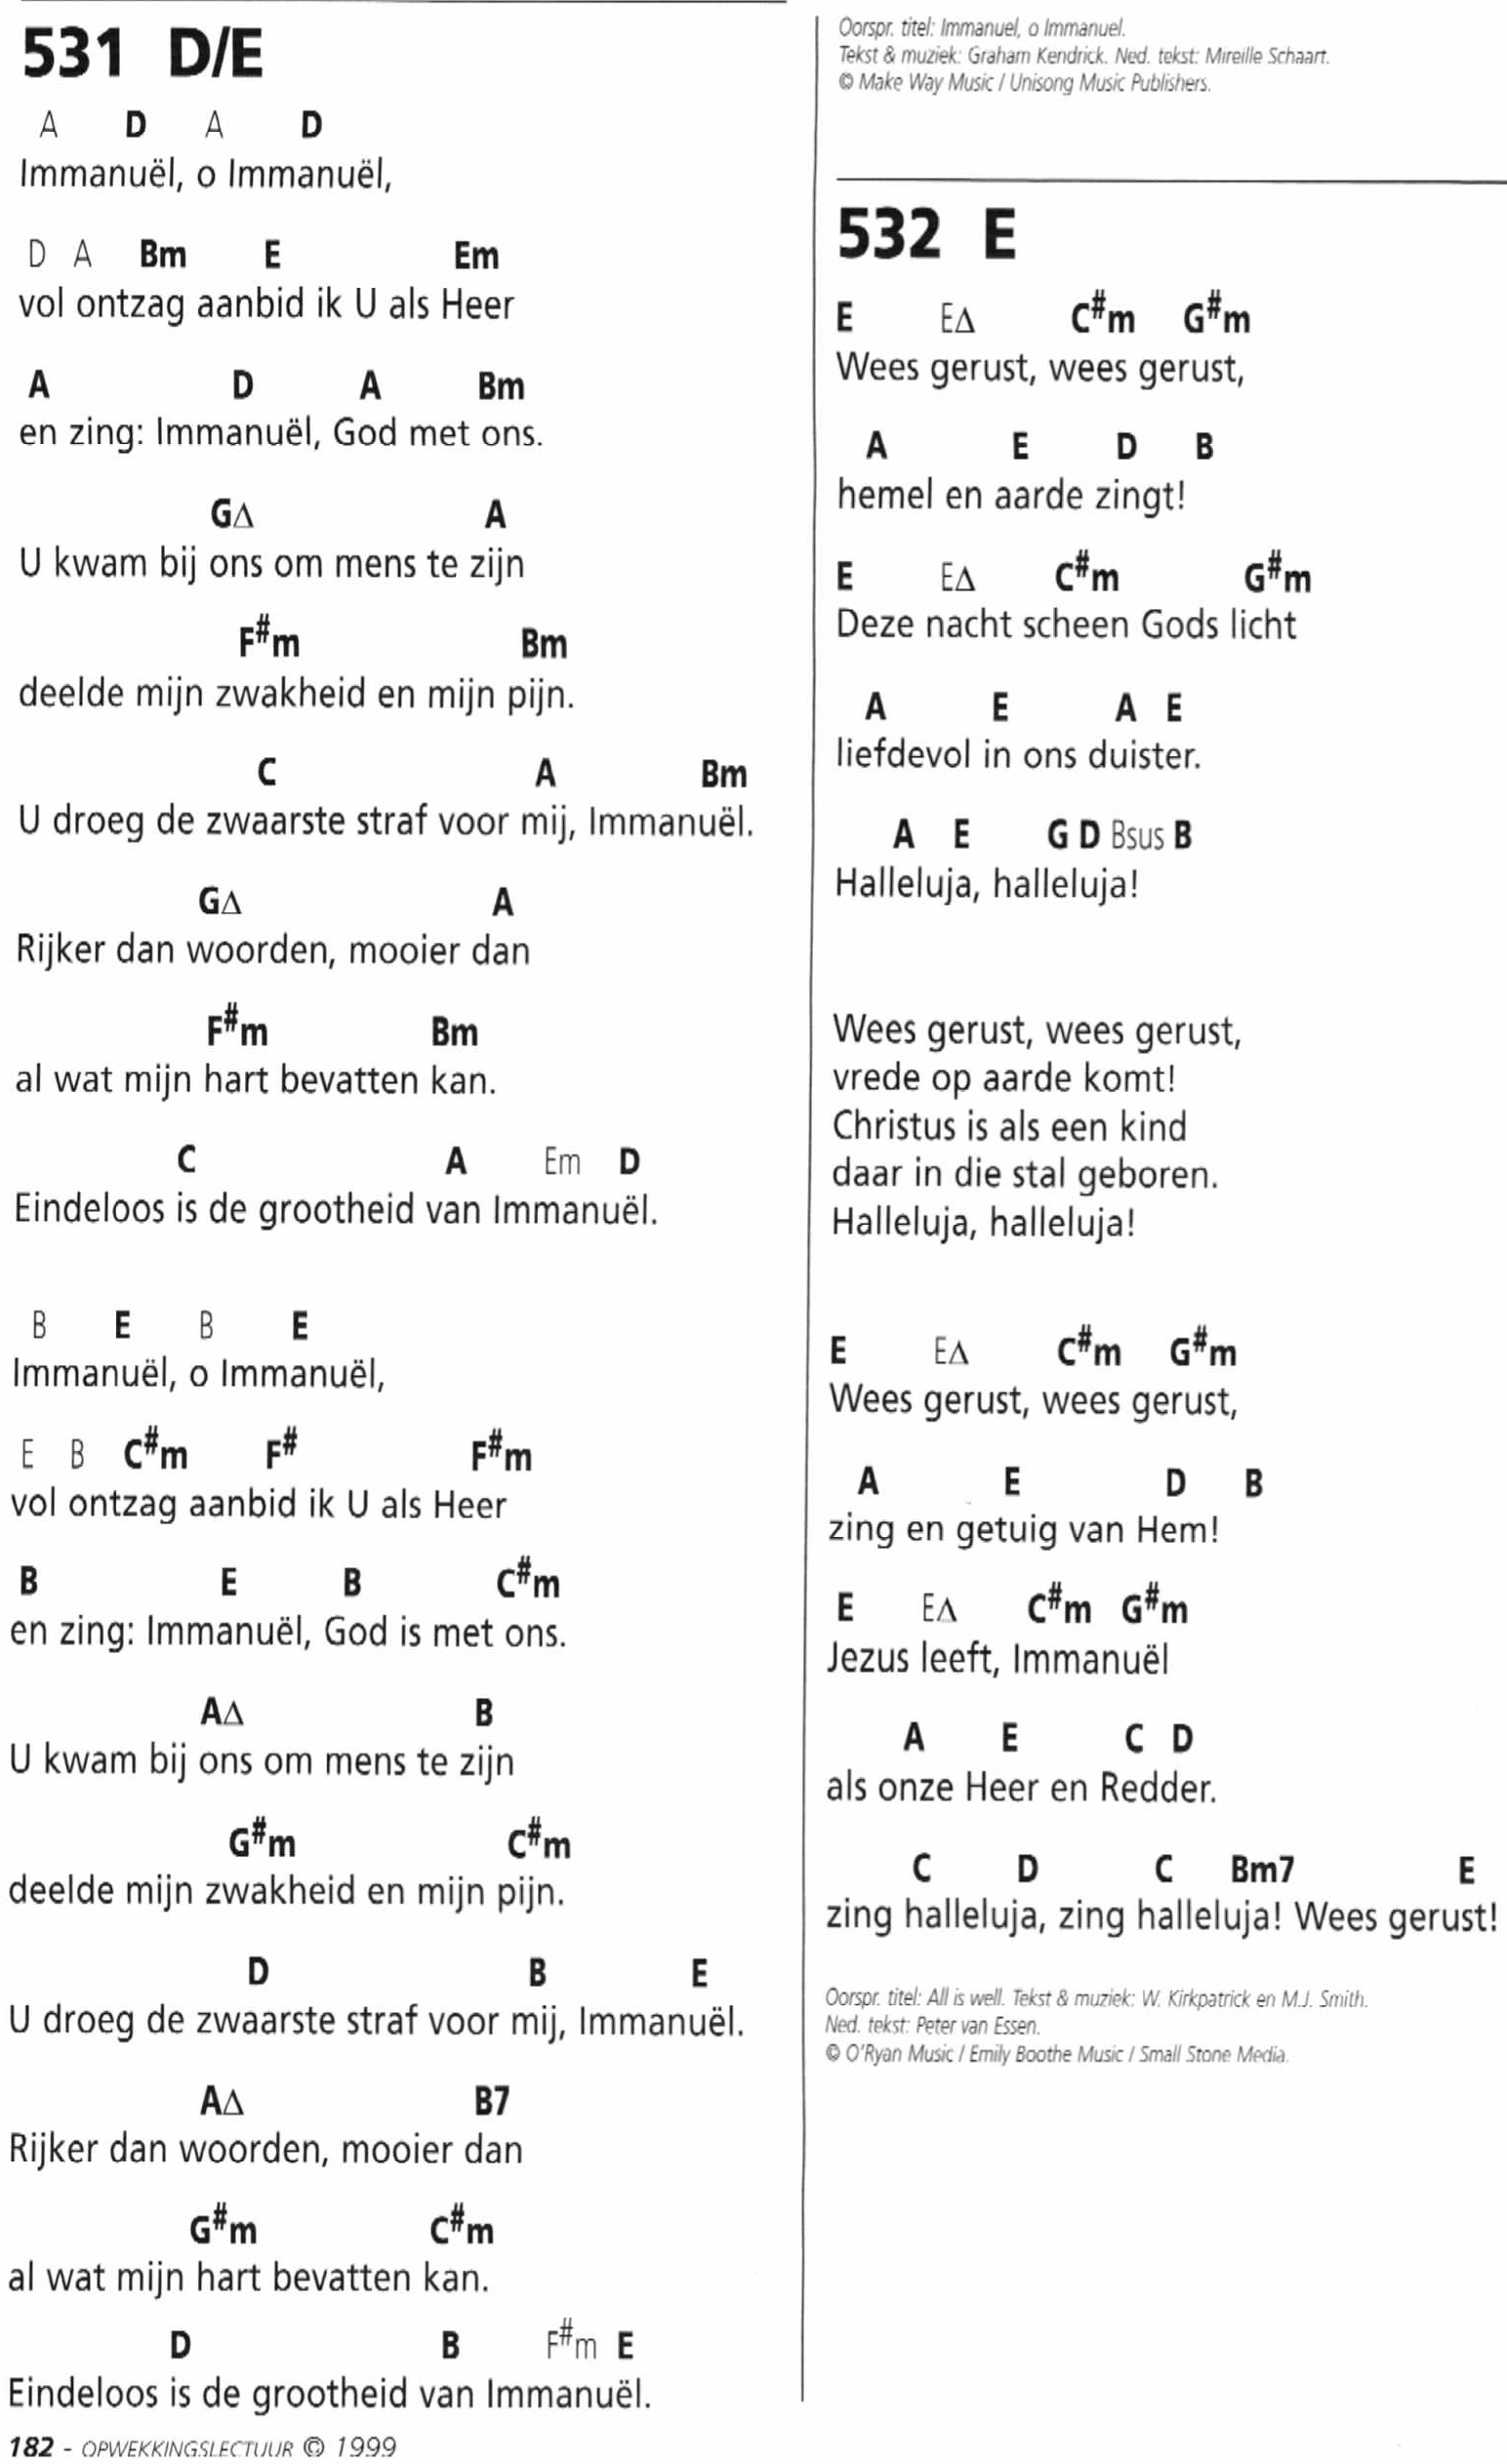 531 D/E
A D A D
Immanuël, o Immanuël,
D A Bm E Em
vol ontzag aanbid ik U als Heer
A D A Bm
en zing: Immanuël, God met ons.
G∆ A
U kwam bij ons om mens te zijn
F#m Bm
deelde mijn zwakheid en mijn pijn.
C A Bm
U droeg de zwaarste straf voor mij, Immanuël.
G∆ A
Rijker dan woorden, mooier dan
F#m Bm
al wat mijn hart bevatten kan.
C A Em D
Eindeloos is de grootheid van Immanuël.
B E B E
Immanuël, o Immanuël,
E B C#m F# F#m
vol ontzag aanbid ik U als Heer
B E B C#m
en zing: Immanuël, God is met ons.
A∆ B
U kwam bij ons om mens te zijn
G#m C#m
deelde mijn zwakheid en mijn pijn.
D B E
U droeg de zwaarste straf voor mij, Immanuël.
A∆ B7
Rijker dan woorden, mooier dan
G#m C#m
al wat mijn hart bevatten kan.
D B F#m E
Eindeloos is de grootheid van Immanuël.
182 - OPWEKKINGSLECTUUR © 1999
Oorspr. titel: Immanuel, o Immanuel.
Tekst & muziek: Graham Kendrick. Ned. tekst: Mireille Schaart.
© Make Way Music / Unisong Music Publishers.
532 E
E E∆ C#m G#m
Wees gerust, wees gerust,
A E D B
hemel en aarde zingt!
E E∆ C#m G#m
Deze nacht scheen Gods licht
A E A E
liefdevol in ons duister.
A E G D Bsus B
Halleluja, halleluja!
Wees gerust, wees gerust,
vrede op aarde komt!
Christus is als een kind
daar in die stal geboren.
Halleluja, halleluja!
E E∆ C#m G#m
Wees gerust, wees gerust,
A E D B
zing en getuig van Hem!
E E∆ C#m G#m
Jezus leeft, Immanuël
A E C D
als onze Heer en Redder.
C D C Bm7 E
zing halleluja, zing halleluja! Wees gerust!
Oorspr. titel: All is well. Tekst & muziek: W. Kirkpatrick en M.J. Smith.
Ned. tekst: Peter van Essen.
© O'Ryan Music / Emily Boothe Music / Small Stone Media.